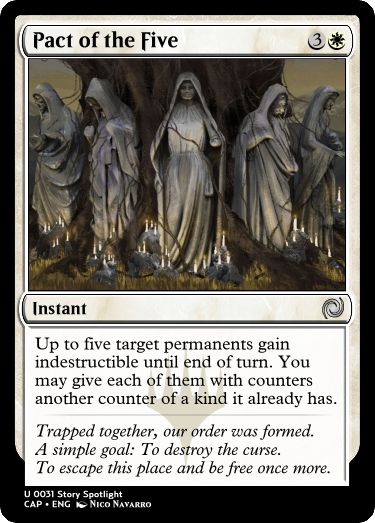 Pact of the Five 3
Instant
Up to five target permanents gain
indestructible until end of turn. You
may give each of them with counters
another counter of a kind it already has.
Trapped together, our order was formed.
A simple goal: To destroy the curse.
To escape this place and be free once more.
U 0031 Story Spotlight
CAP • ENG Nico Navarro